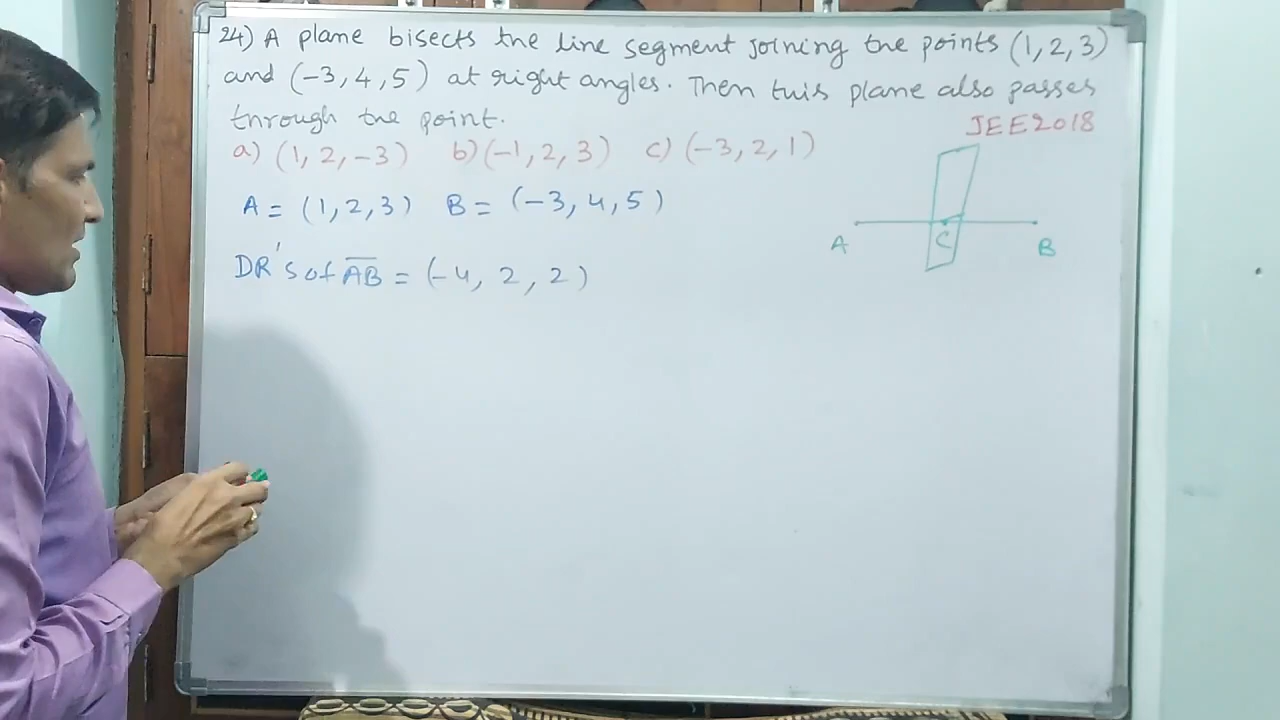 24) A plane bisects the line segment joining the points (1, 2, 3)
and (-3, 4, 5) at right angles. Then this plane also passes
through the point.
JEE2018
a) (1, 2, -3) b) (-1, 2, 3) c) (-3, 2, 1)
A = (1, 2, 3) B = (-3, 4, 5)
A C B
DR's of \overline{AB} = (-4, 2, 2)